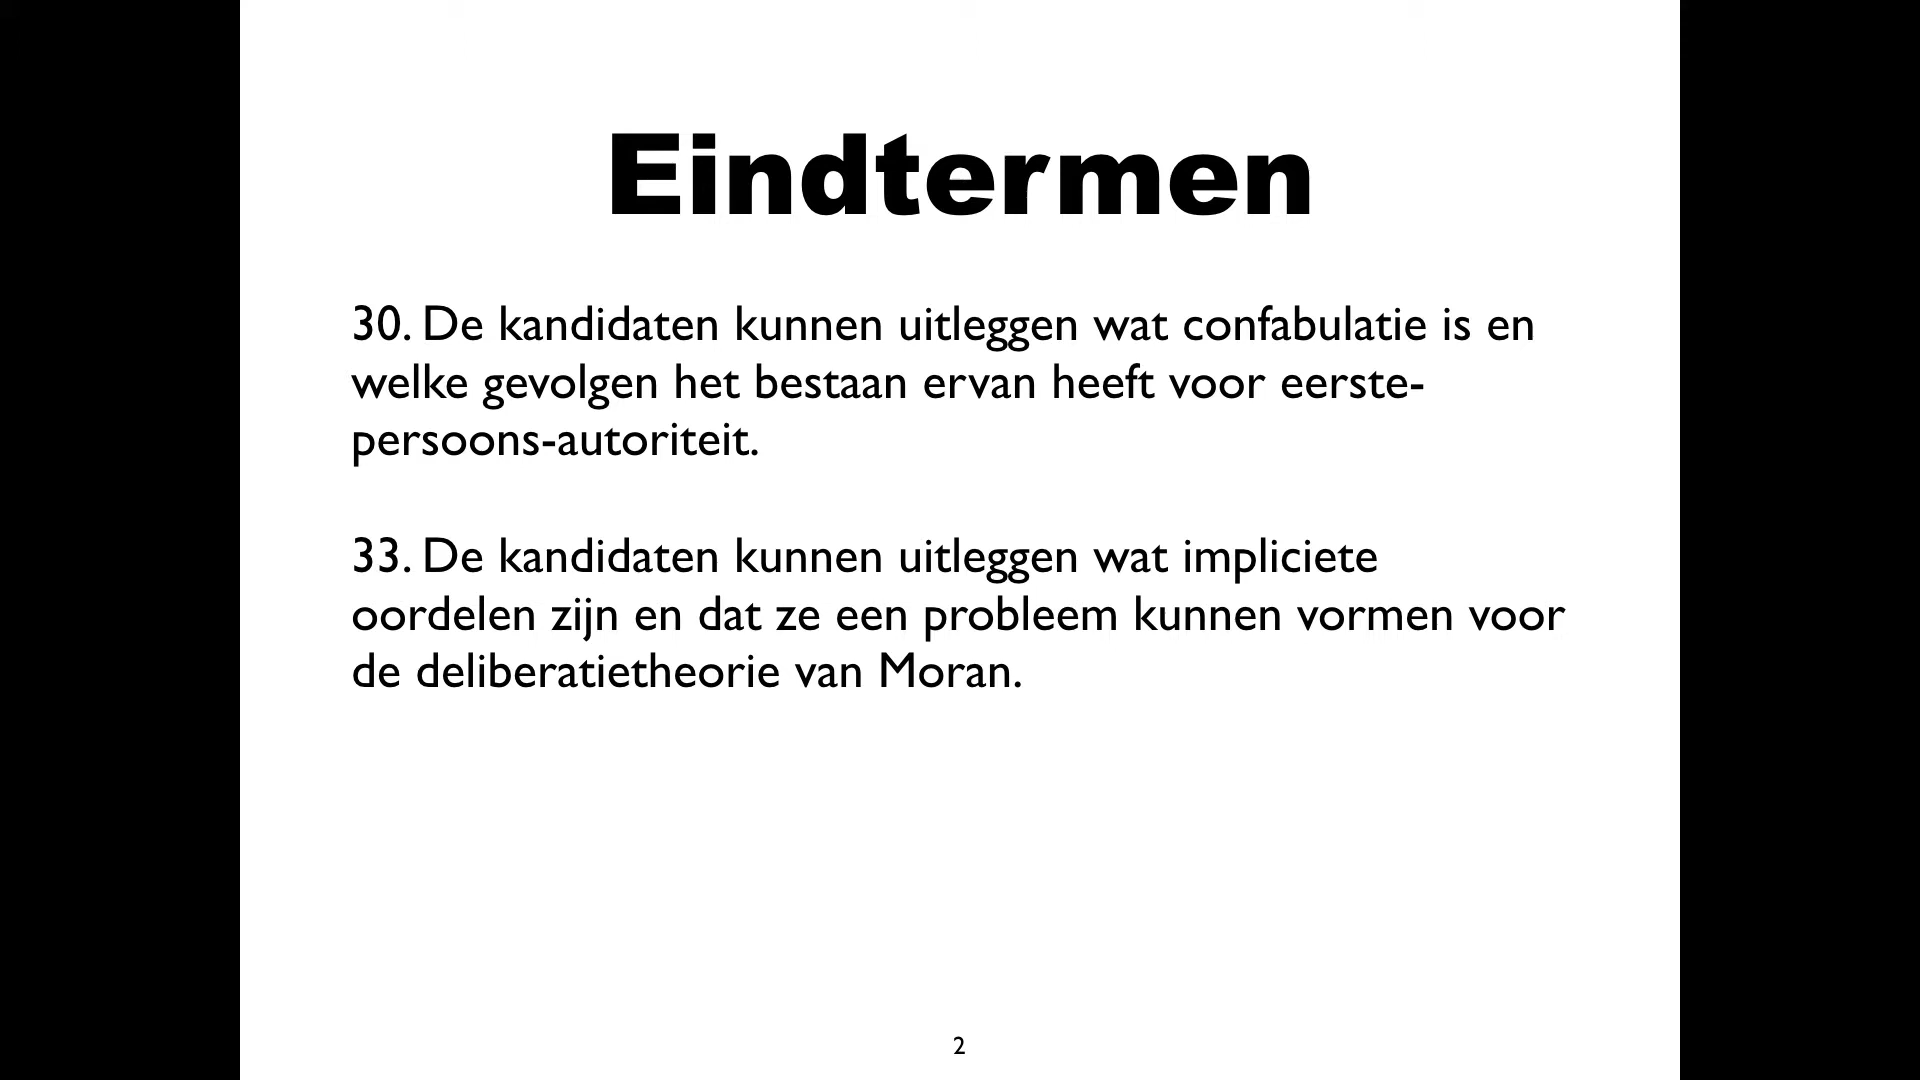 Eindtermen
30. De kandidaten kunnen uitleggen wat confabulatie is en
welke gevolgen het bestaan ervan heeft voor eerste-
persoons-autoriteit.
33. De kandidaten kunnen uitleggen wat impliciete
oordelen zijn en dat ze een probleem kunnen vormen voor
de deliberatietheorie van Moran.
2